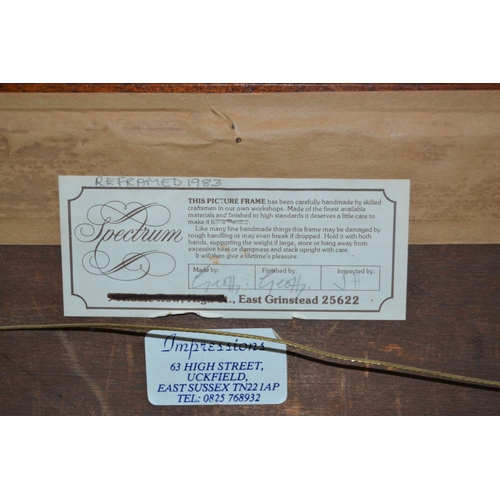 REFRAMED 1983
Spectrum
THIS PICTURE FRAME has been carefully handmade by skilled
craftsmen in our own workshops. Made of the finest available
materials and finished to high standards it deserves a little care to
make it
Like many fine handmade things this frame may be damaged by
rough handling or may even break if dropped. Hold it with both
hands, supporting the weight if large, store or hang away from
excessive heat or dampness and stack upright with care.
It will then give a lifetime's pleasure.
Made by: Finished by: Inspected by:
Geoff. Geoff. JH
East Grinstead 25622
Impressions
63 HIGH STREET,
UCKFIELD,
EAST SUSSEX TN22 1AP
TEL: 0825 768932